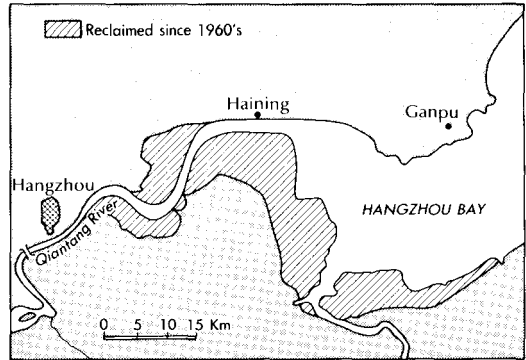 Reclaimed since 1960's
Haining
Ganpu
Hangzhou
HANGZHOU BAY
Qiantang River
0 5 10 15 Km